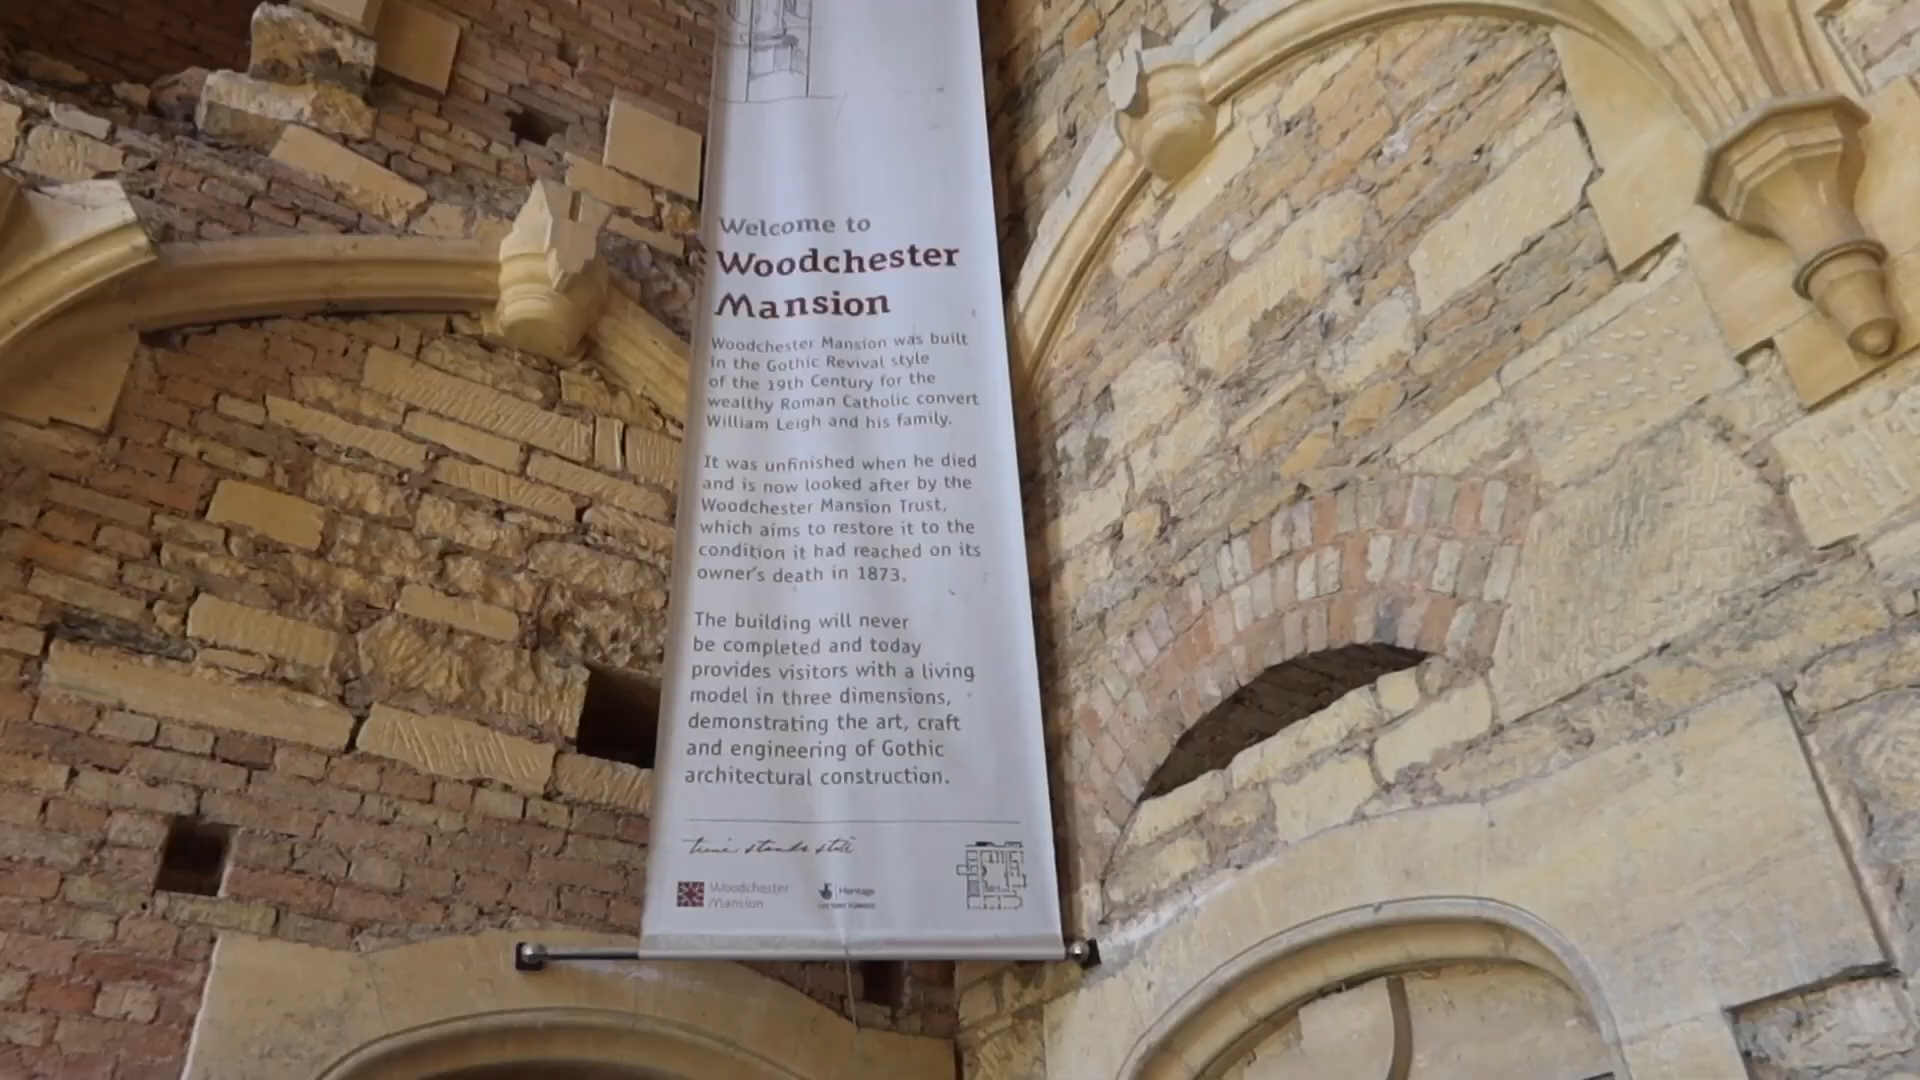 Welcome to
Woodchester
Mansion
Woodchester Mansion was built
in the Gothic Revival style
of the 19th Century for the
wealthy Roman Catholic convert
William Leigh and his family.
It was unfinished when he died
and is now looked after by the
Woodchester Mansion Trust,
which aims to restore it to the
condition it had reached on its
owner's death in 1873.
The building will never
be completed and today
provides visitors with a living
model in three dimensions,
demonstrating the art, craft
and engineering of Gothic
architectural construction.
time stands still
Woodchester
Mansion
Heritage